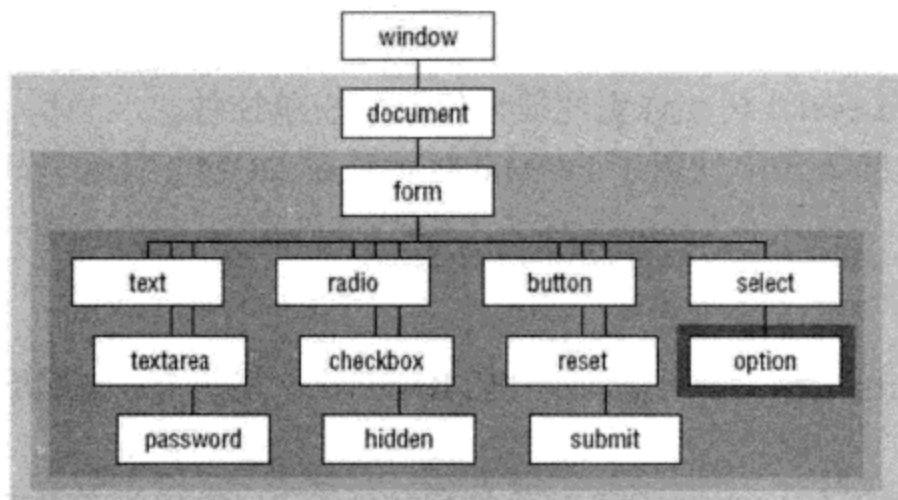 window
document
form
text radio button select
textarea checkbox reset option
password hidden submit